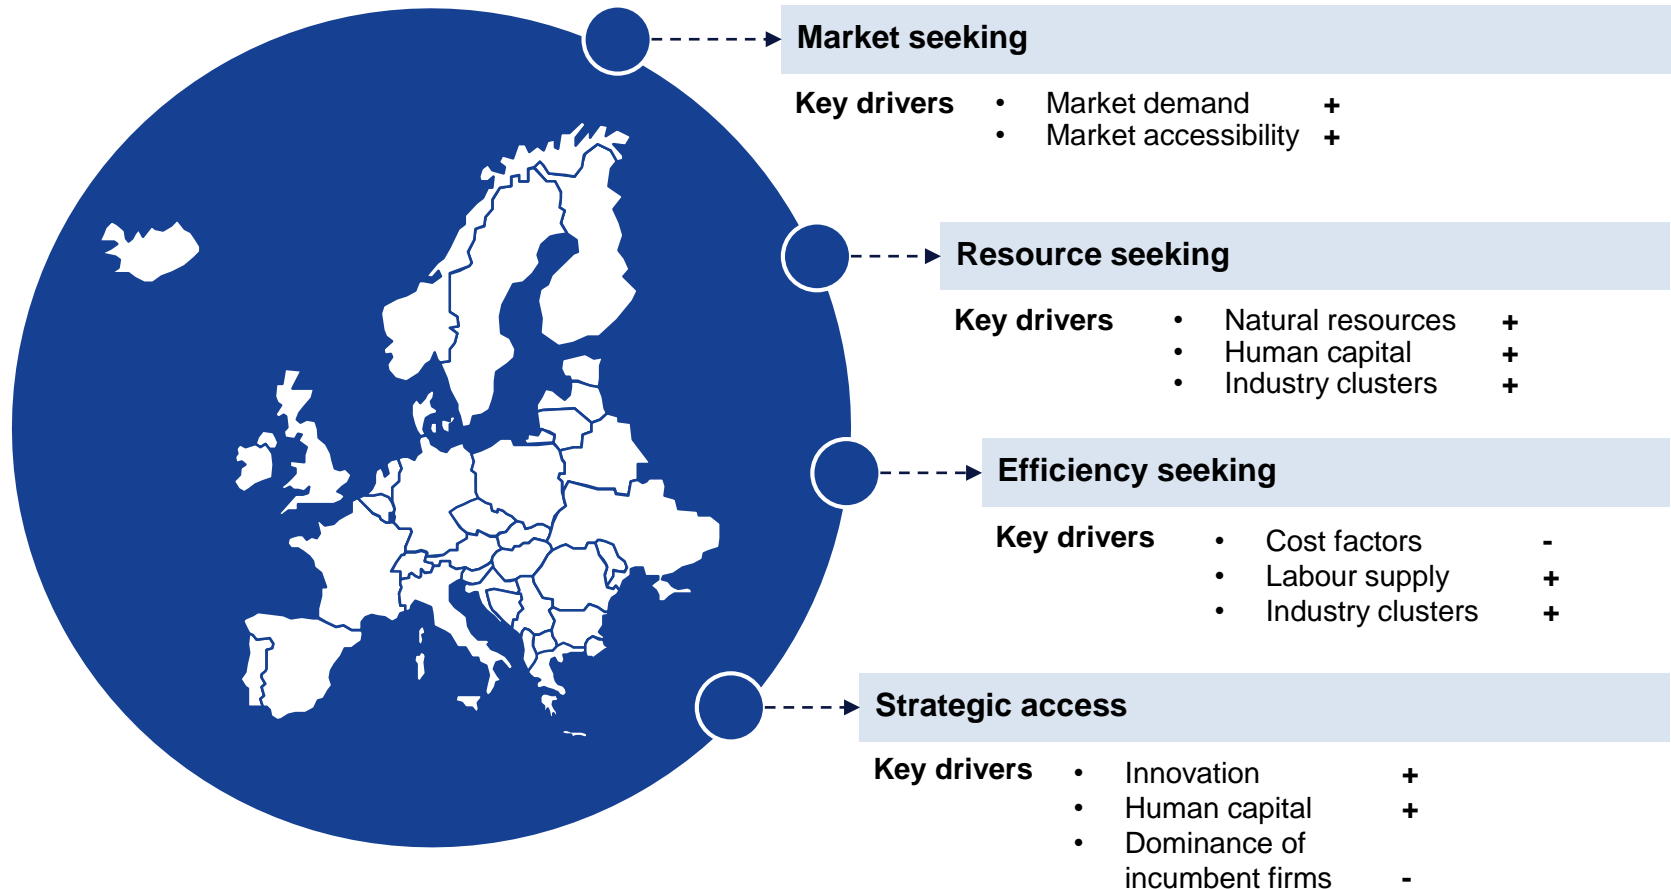 Market seeking
Key drivers • Market demand +
• Market accessibility +
Resource seeking
Key drivers • Natural resources +
• Human capital +
• Industry clusters +
Efficiency seeking
Key drivers • Cost factors -
• Labour supply +
• Industry clusters +
Strategic access
Key drivers • Innovation +
• Human capital +
• Dominance of
incumbent firms -